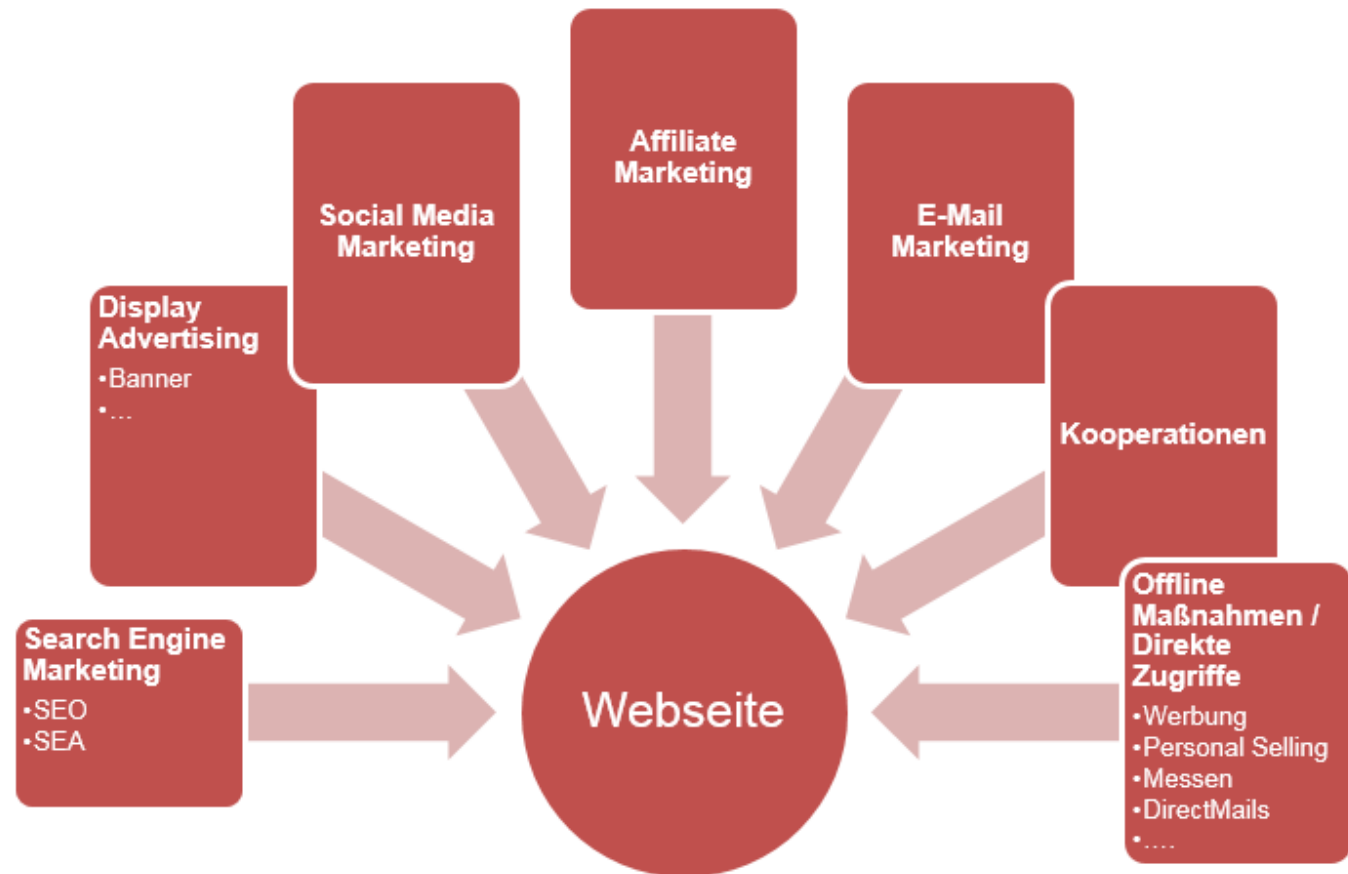 Affiliate
Marketing
Social Media
Marketing
E-Mail
Marketing
Display
Advertising
•Banner
•...
Kooperationen
Search Engine
Marketing
•SEO
•SEA
Webseite
Offline
Maßnahmen /
Direkte
Zugriffe
•Werbung
•Personal Selling
•Messen
•DirectMails
•....